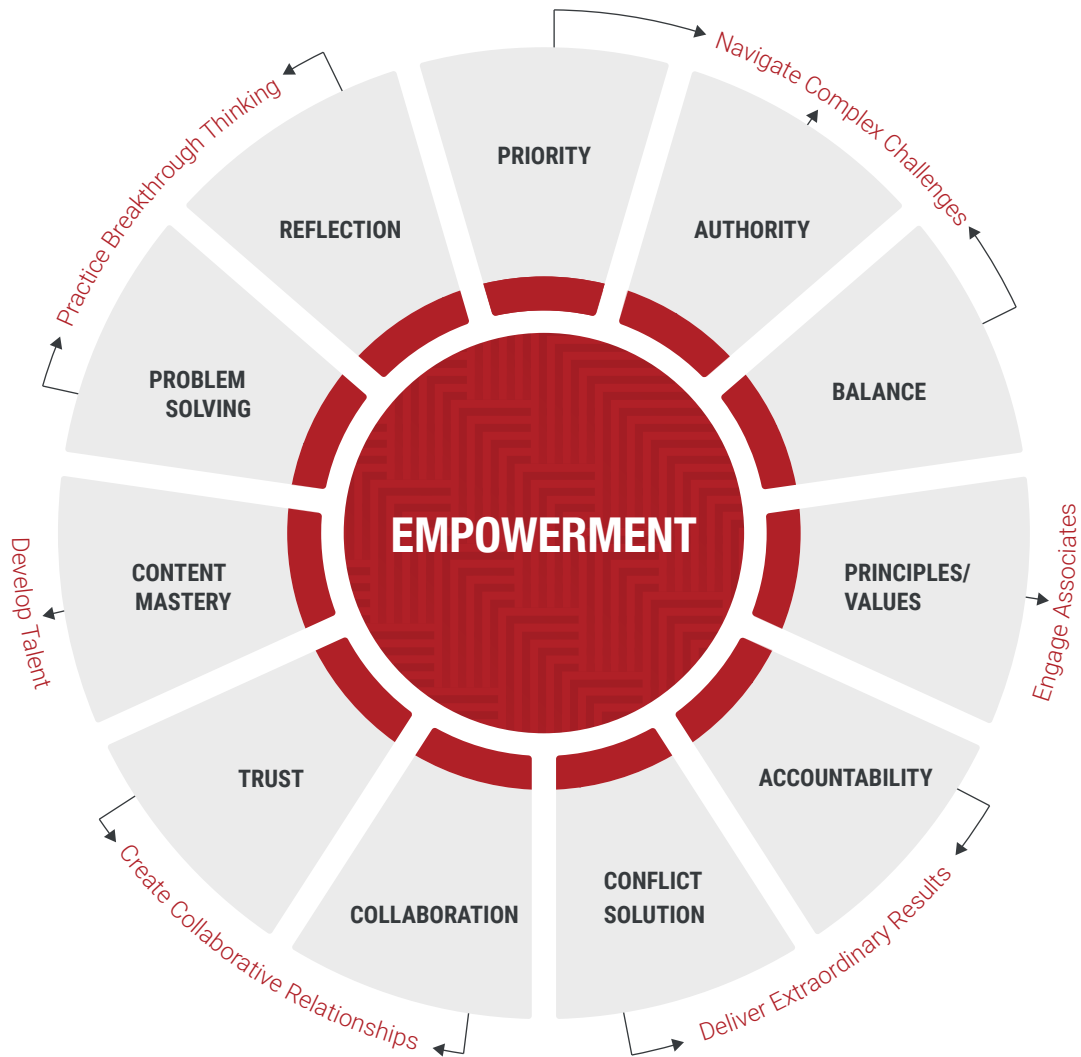 Navigate Complex Challenges
Practice Breakthrough Thinking
PRIORITY
REFLECTION
AUTHORITY
PROBLEM
SOLVING
BALANCE
EMPOWERMENT
Develop Talent
CONTENT
MASTERY
PRINCIPLES/
VALUES
Engage Associates
TRUST
ACCOUNTABILITY
COLLABORATION
CONFLICT
SOLUTION
Create Collaborative Relationships
Deliver Extraordinary Results